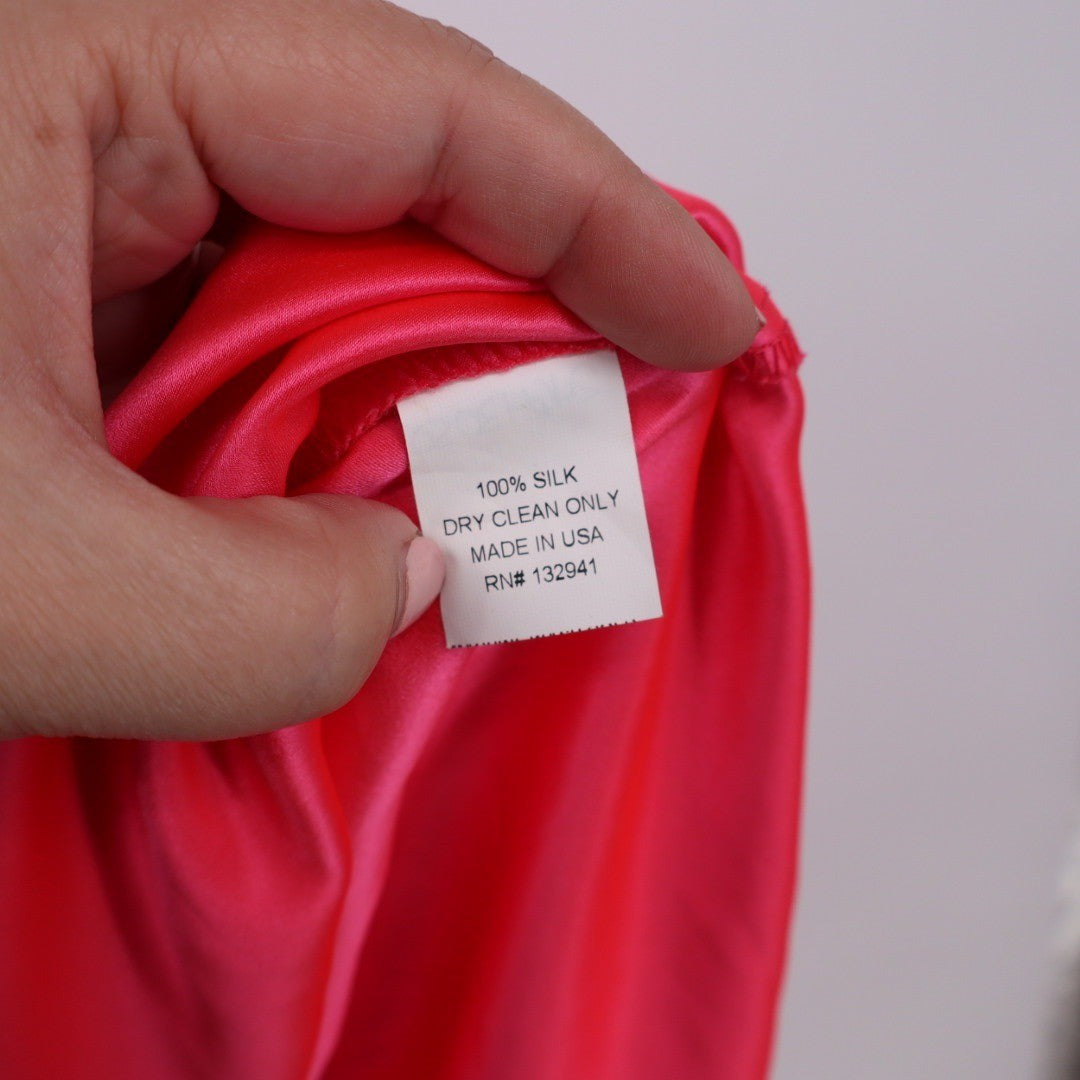 100% SILK
DRY CLEAN ONLY
MADE IN USA
RN# 132941